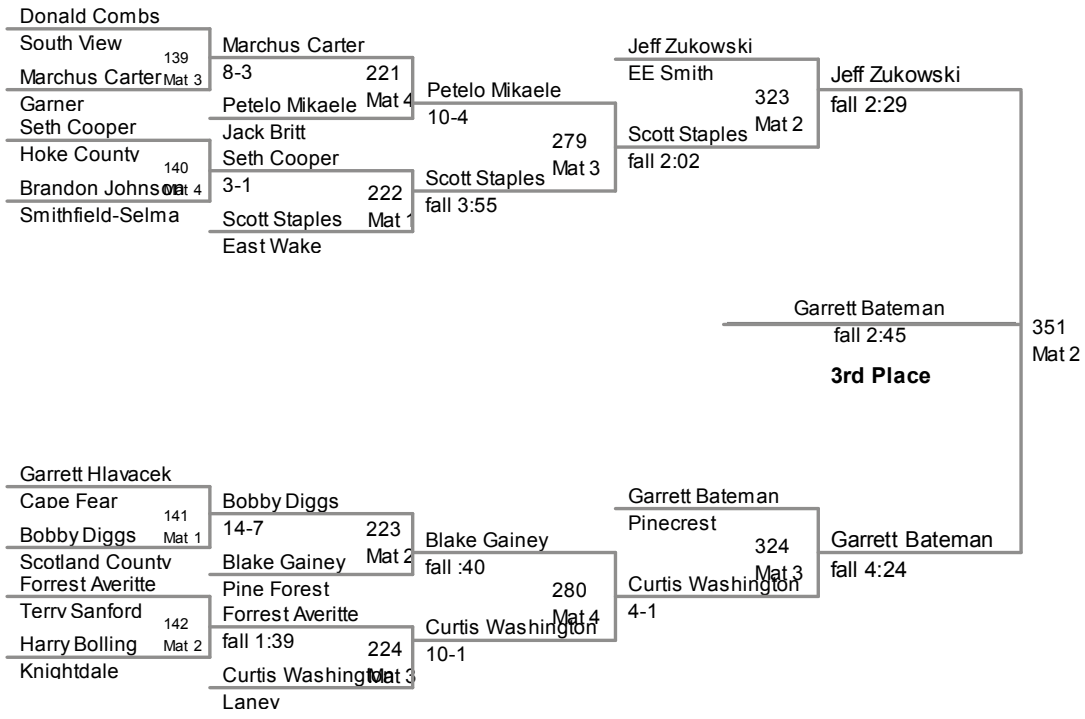 Donald Combs
South View
139
Mat 3
Marchus Carter
Garner
Seth Cooper
Hoke County
140
Mat 4
Brandon Johnson
Smithfield-Selma
Marchus Carter
8-3
221
Mat 4
Petelo Mikaele
Jack Britt
Seth Cooper
3-1
222
Mat 1
Scott Staples
East Wake
Petelo Mikaele
10-4
279
Mat 3
Scott Staples
fall 3:55
Jeff Zukowski
EE Smith
323
Mat 2
Scott Staples
fall 2:02
Jeff Zukowski
fall 2:29
Garrett Bateman
fall 2:45
3rd Place
351
Mat 2
Garrett Hlavacek
Cape Fear
141
Mat 1
Bobby Diggs
Scotland County
Forrest Averitte
Terry Sanford
142
Mat 2
Harry Bolling
Knightdale
Bobby Diggs
14-7
223
Mat 2
Blake Gainey
Pine Forest
Forrest Averitte
fall 1:39
224
Mat 3
Curtis Washington
Laney
Blake Gainey
fall :40
280
Mat 4
Curtis Washington
10-1
Garrett Bateman
Pinecrest
324
Mat 3
Curtis Washington
4-1
Garrett Bateman
fall 4:24